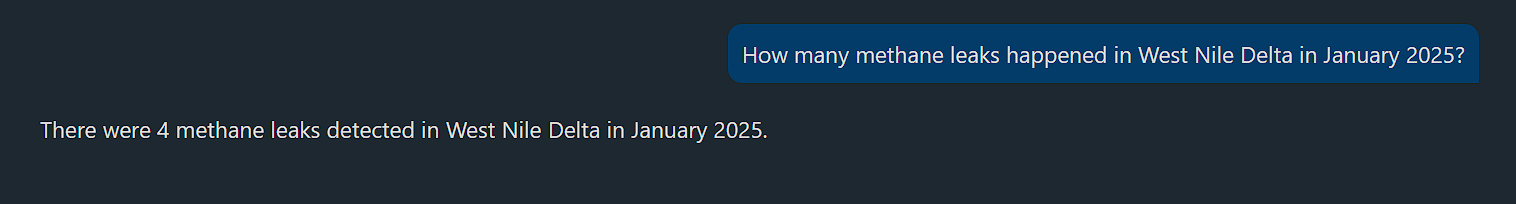 How many methane leaks happened in West Nile Delta in January 2025?
There were 4 methane leaks detected in West Nile Delta in January 2025.